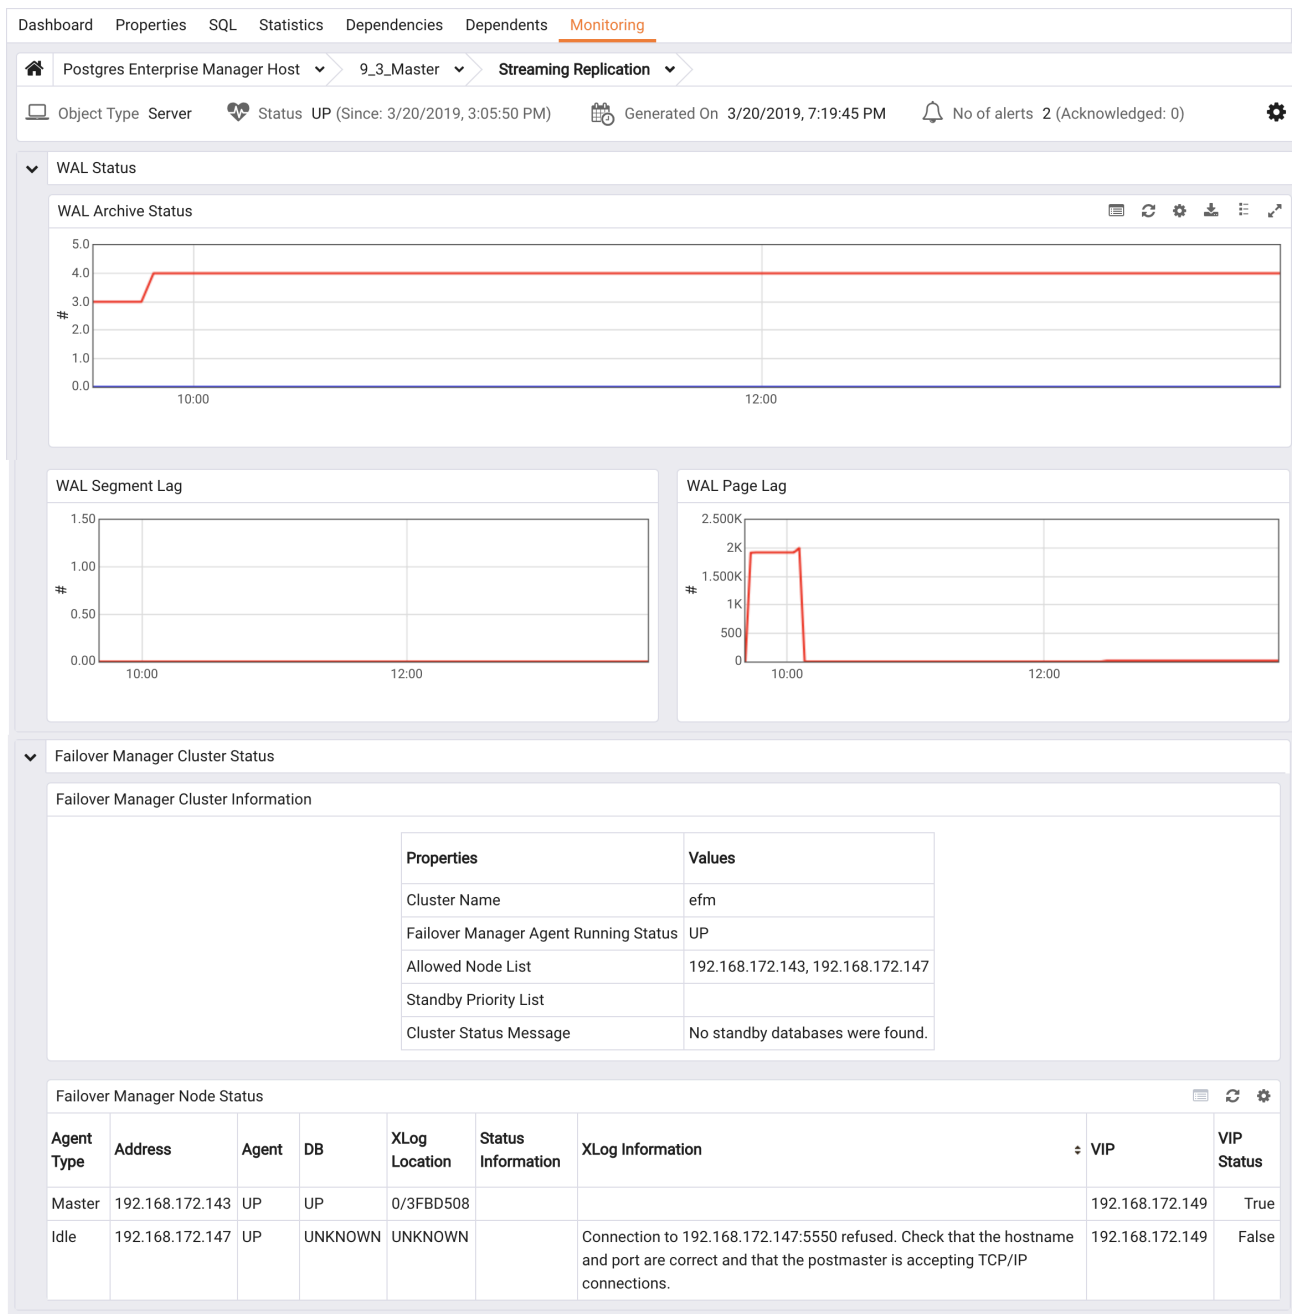 Dashboard Properties SQL Statistics Dependencies Dependents Monitoring
Postgres Enterprise Manager Host 9_3_Master Streaming Replication
Object Type Server Status UP (Since: 3/20/2019, 3:05:50 PM) Generated On 3/20/2019, 7:19:45 PM No of alerts 2 (Acknowledged: 0)
WAL Status
WAL Archive Status
5.0
4.0
3.0
#
2.0
1.0
0.0
10:00 12:00
WAL Segment Lag
1.50
1.00
#
0.50
0.00
10:00 12:00
WAL Page Lag
2.500K
2K
1.500K
#
1K
500
0
10:00 12:00
Failover Manager Cluster Status
Failover Manager Cluster Information
Properties Values
Cluster Name efm
Failover Manager Agent Running Status UP
Allowed Node List 192.168.172.143, 192.168.172.147
Standby Priority List
Cluster Status Message No standby databases were found.
Failover Manager Node Status
Agent Type Address Agent DB XLog Location Status Information XLog Information VIP VIP Status
Master 192.168.172.143 UP UP 0/3FBD508 192.168.172.149 True
Idle 192.168.172.147 UP UNKNOWN UNKNOWN Connection to 192.168.172.147:5550 refused. Check that the hostname 192.168.172.149 False
and port are correct and that the postmaster is accepting TCP/IP
connections.